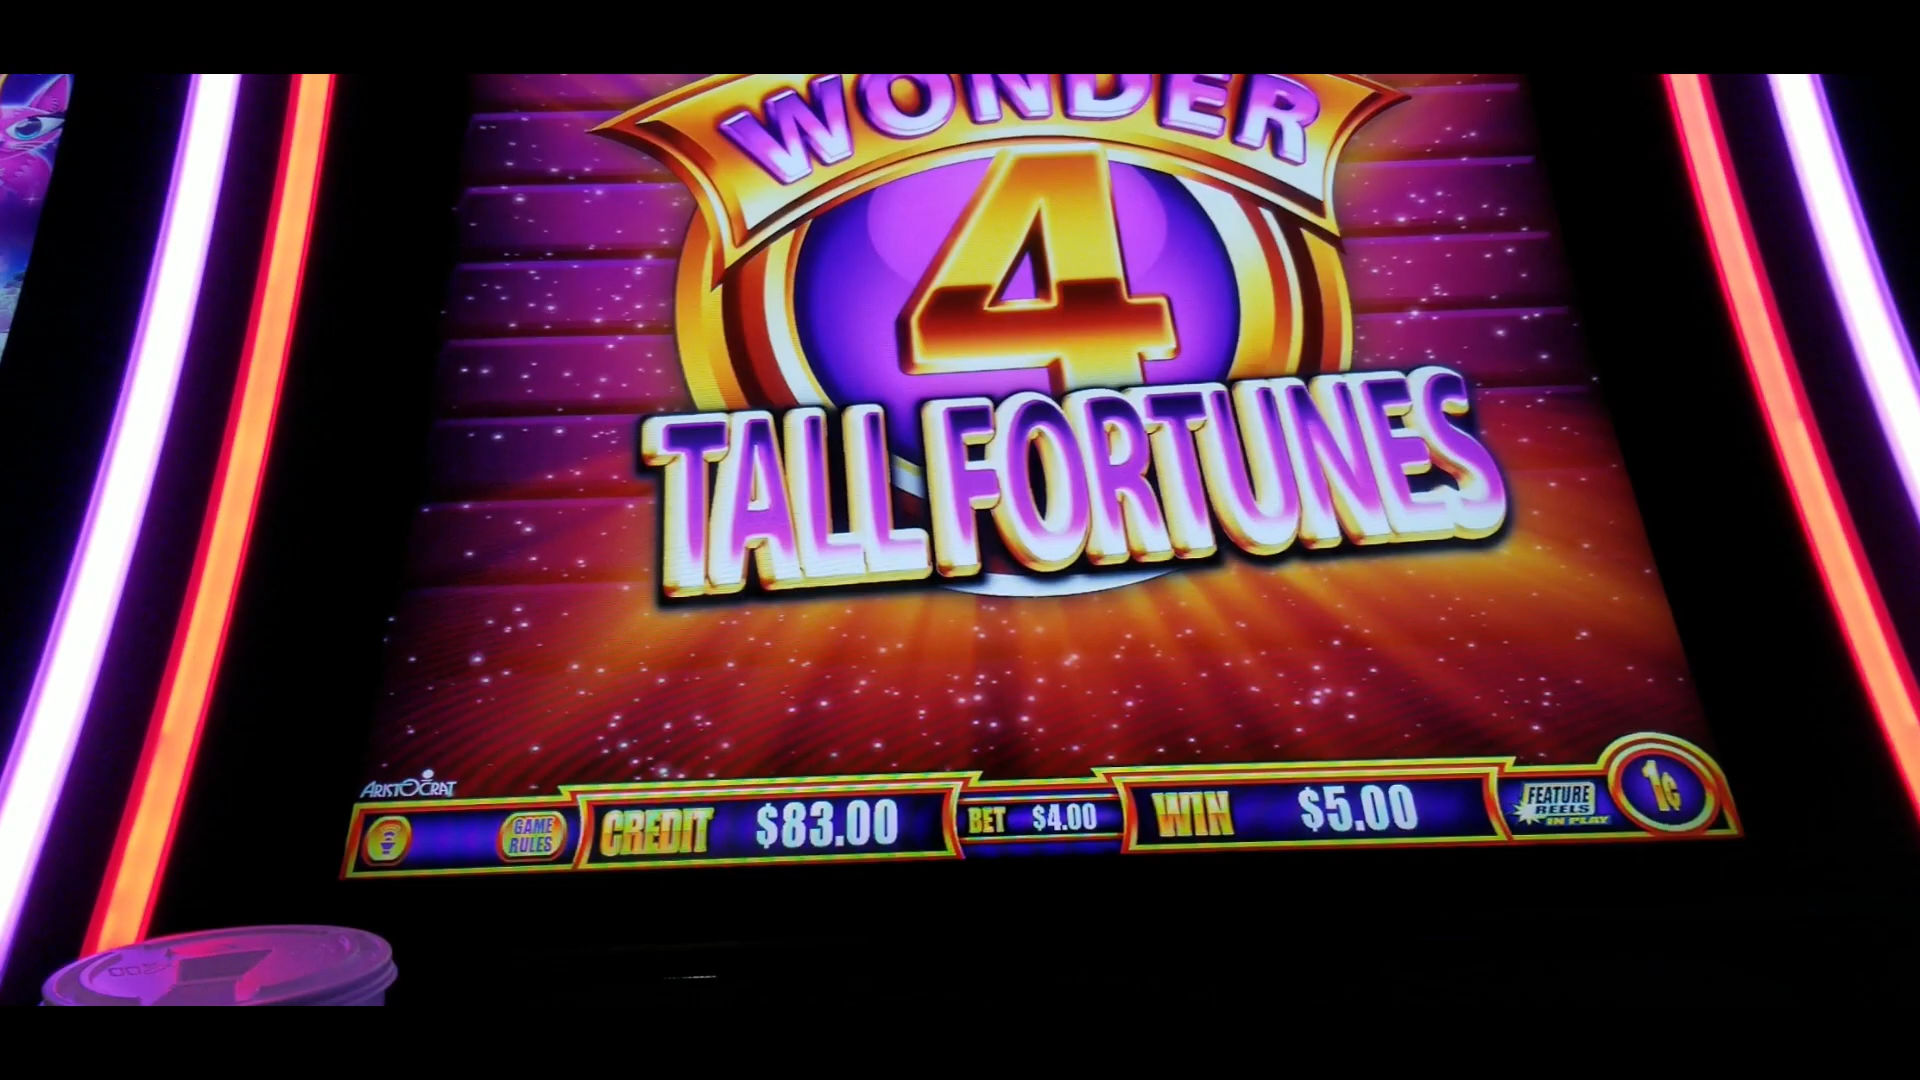 WONDER
4
TALL FORTUNES
ARISTOCRAT
GAME
RULES
CREDIT $83.00
BET $4.00
WIN $5.00
FEATURE
REELS
IN PLAY
1¢